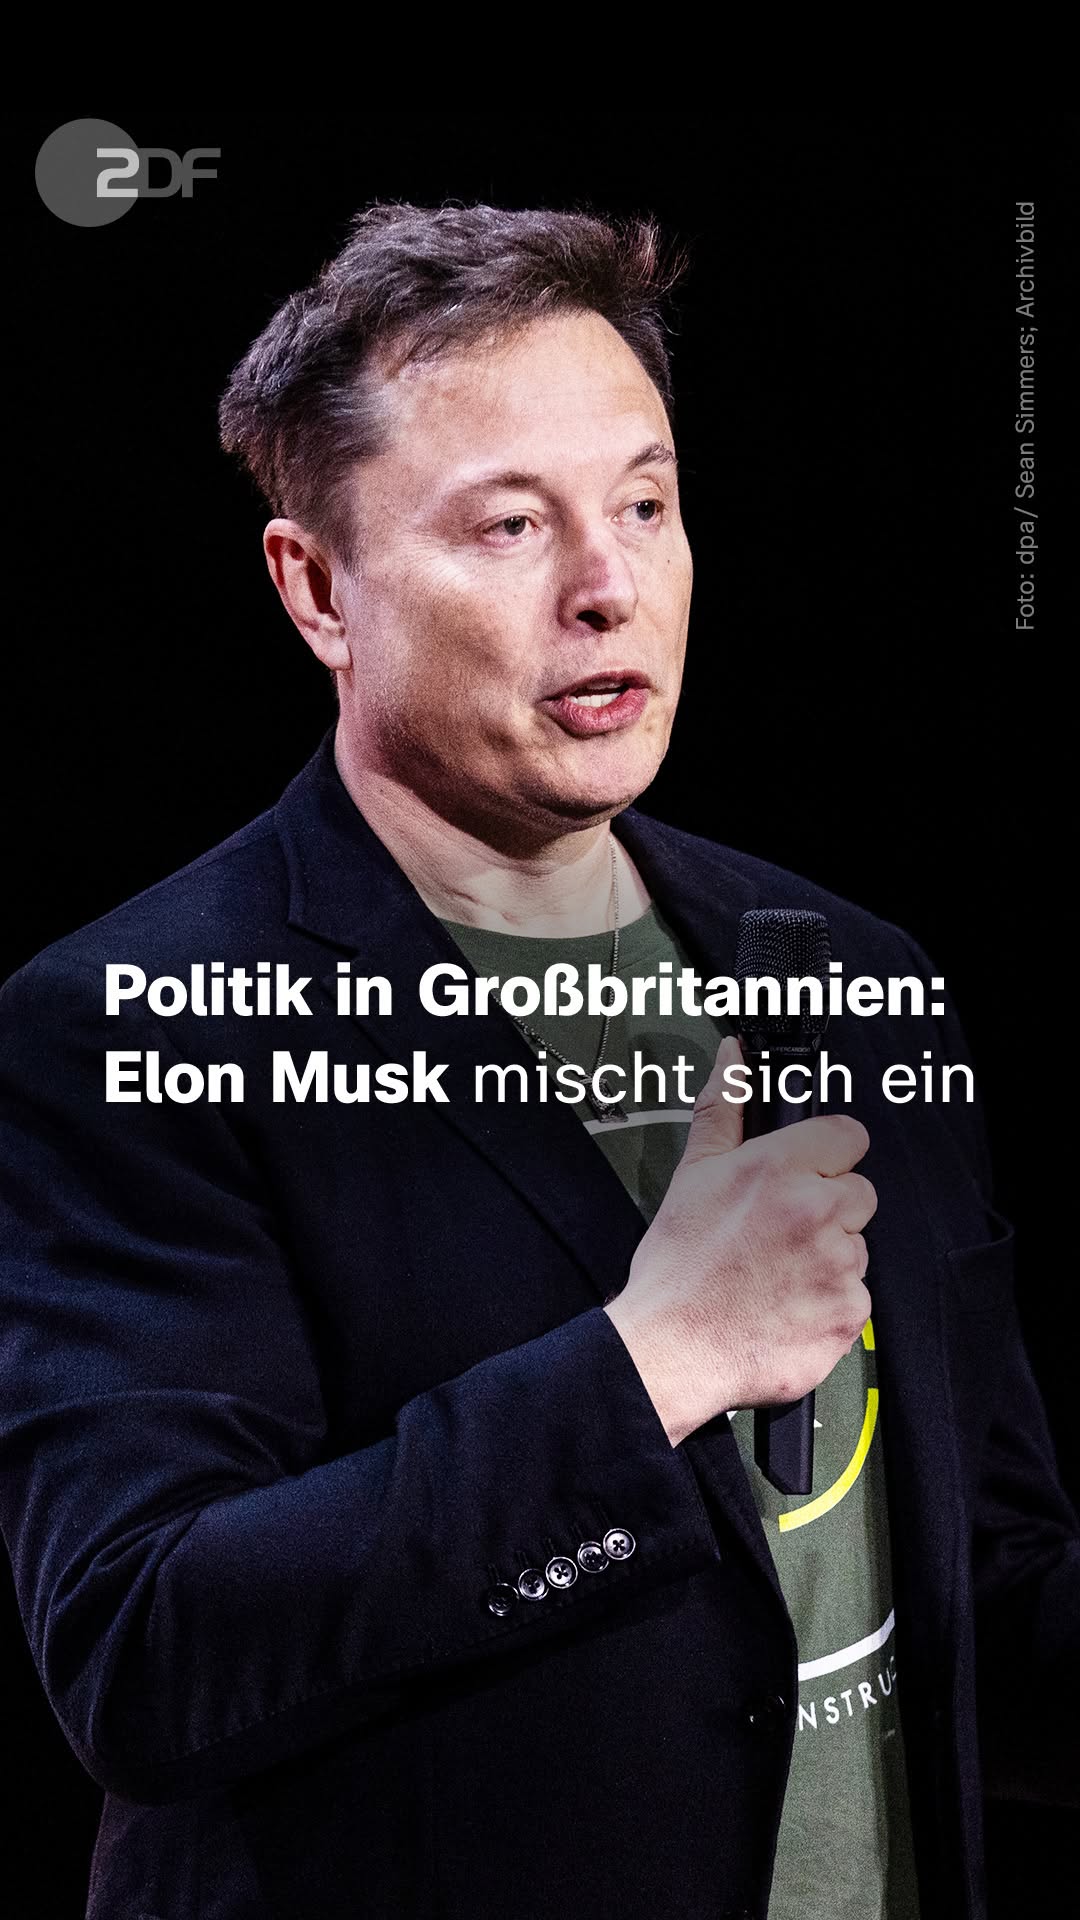 ZDF
Foto: dpa/ Sean Simmers; Archivbild
Politik in Großbritannien:
Elon Musk mischt sich ein
NSTRU